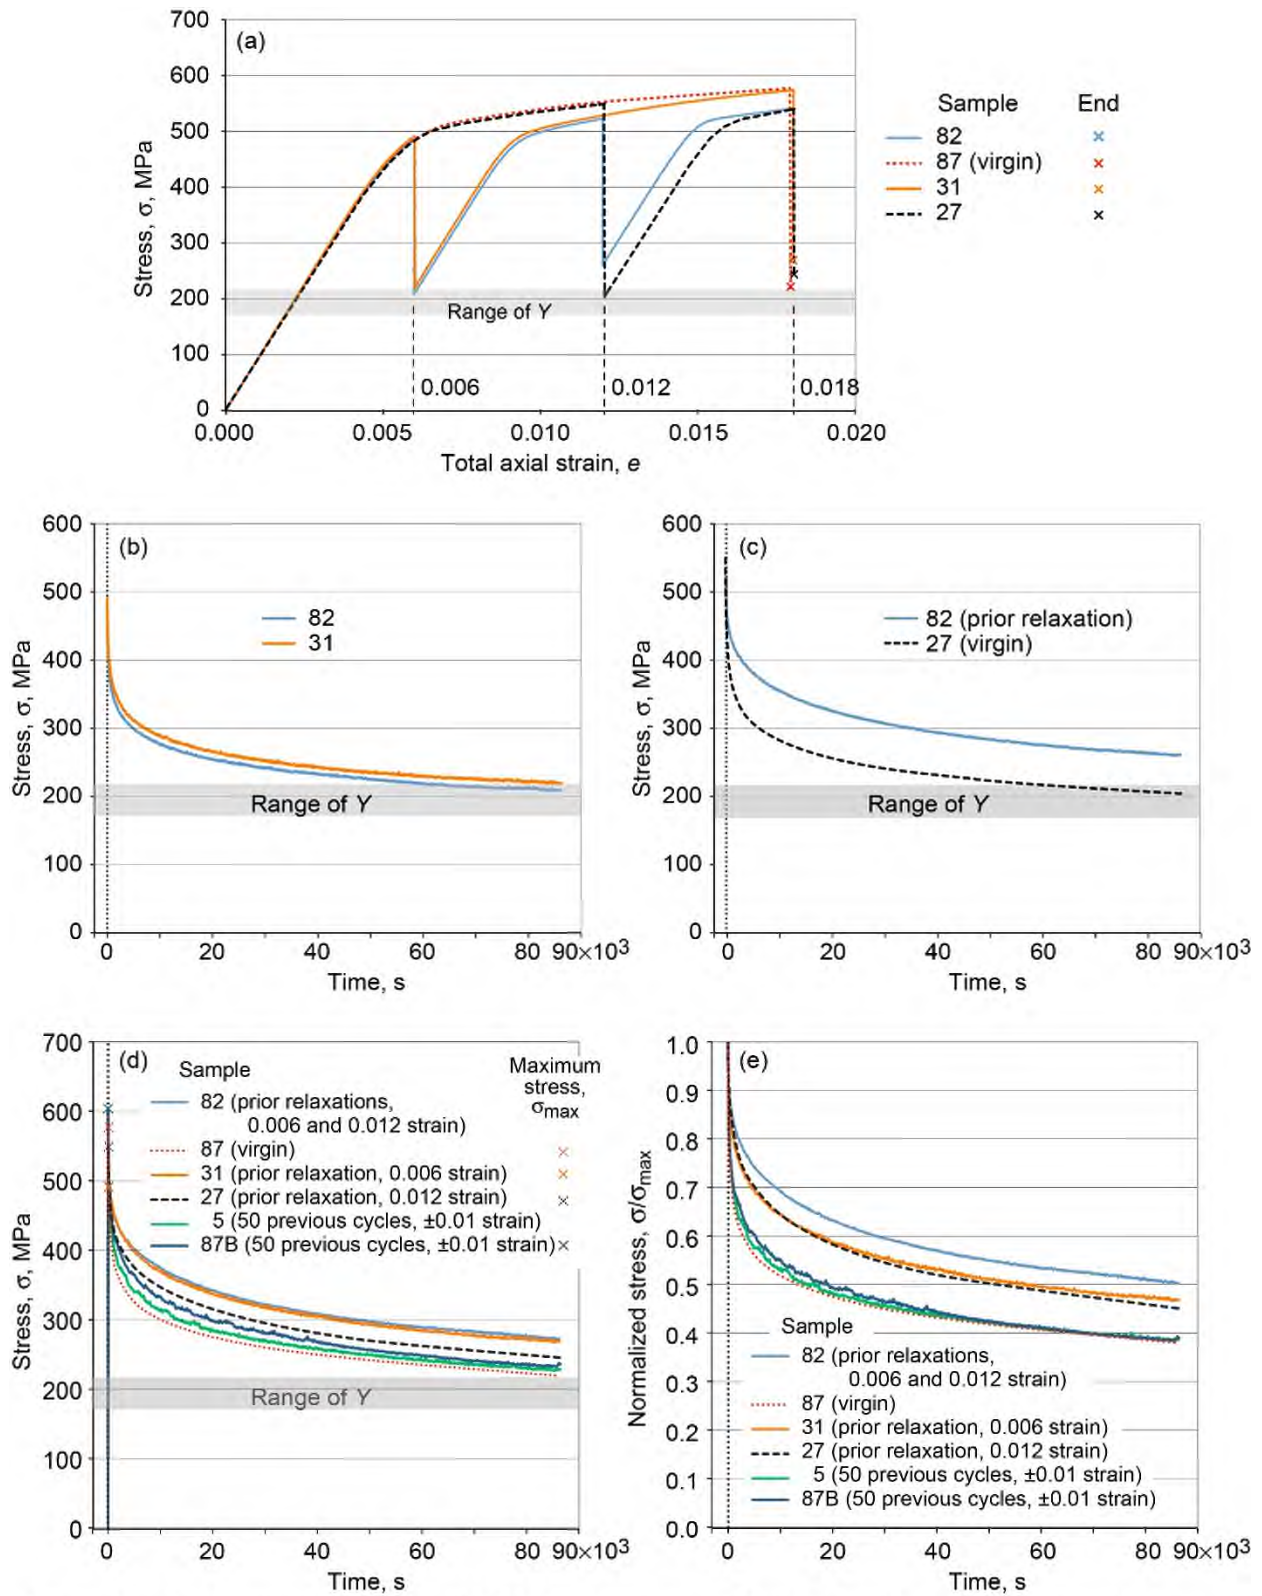 (a)
700
600
500
400
300
200
100
0
Stress, σ, MPa
Range of Y
0.006
0.012
0.018
0.000
0.005
0.010
0.015
0.020
Total axial strain, e
Sample End
82
87 (virgin)
31
27
(b)
600
500
400
300
200
100
0
Stress, σ, MPa
82
31
Range of Y
0 20 40 60 80 90×10³
Time, s
(c)
600
500
400
300
200
100
0
Stress, σ, MPa
82 (prior relaxation)
27 (virgin)
Range of Y
0 20 40 60 80 90×10³
Time, s
(d)
700
600
500
400
300
200
100
0
Stress, σ, MPa
Sample
Maximum
stress,
σmax
82 (prior relaxations,
0.006 and 0.012 strain)
87 (virgin)
31 (prior relaxation, 0.006 strain)
27 (prior relaxation, 0.012 strain)
5 (50 previous cycles, ±0.01 strain)
87B (50 previous cycles, ±0.01 strain)
Range of Y
0 20 40 60 80 90×10³
Time, s
(e)
1.0
0.9
0.8
0.7
0.6
0.5
0.4
0.3
0.2
0.1
0.0
Normalized stress, σ/σmax
Sample
82 (prior relaxations,
0.006 and 0.012 strain)
87 (virgin)
31 (prior relaxation, 0.006 strain)
27 (prior relaxation, 0.012 strain)
5 (50 previous cycles, ±0.01 strain)
87B (50 previous cycles, ±0.01 strain)
0 20 40 60 80 90×10³
Time, s